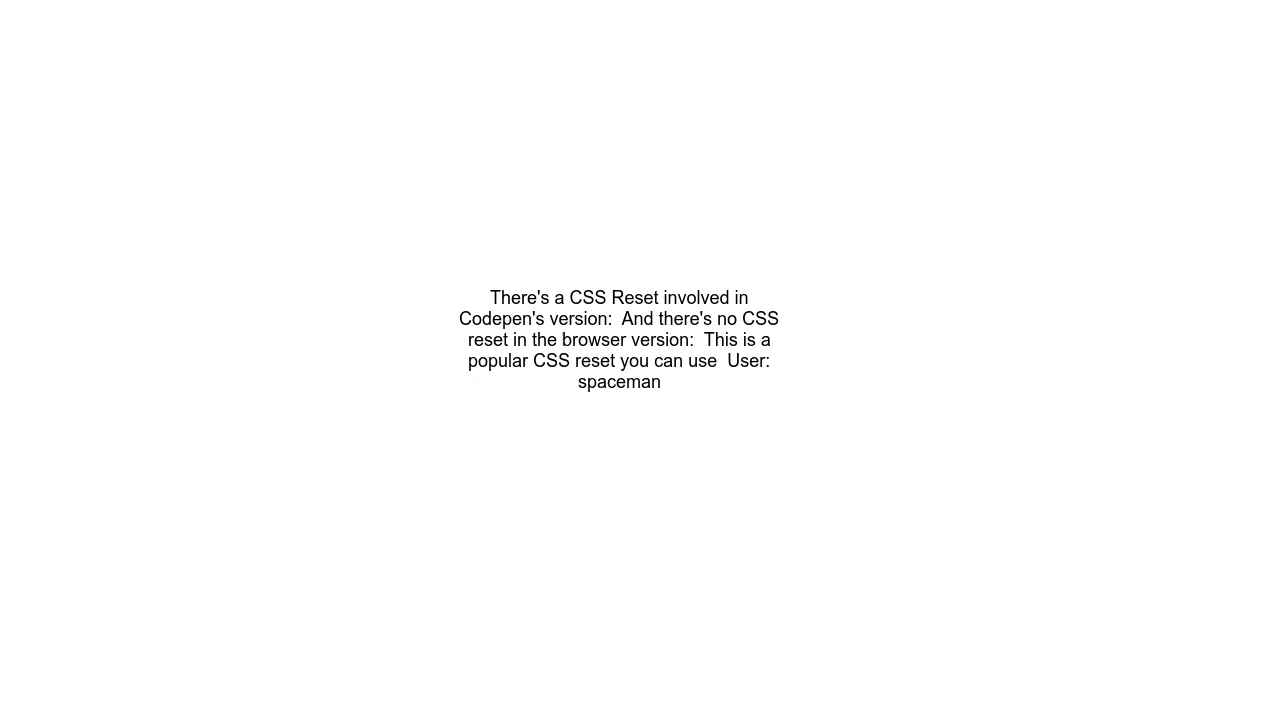 There's a CSS Reset involved in
Codepen's version:  And there's no CSS
reset in the browser version:  This is a
popular CSS reset you can use  User:
spaceman